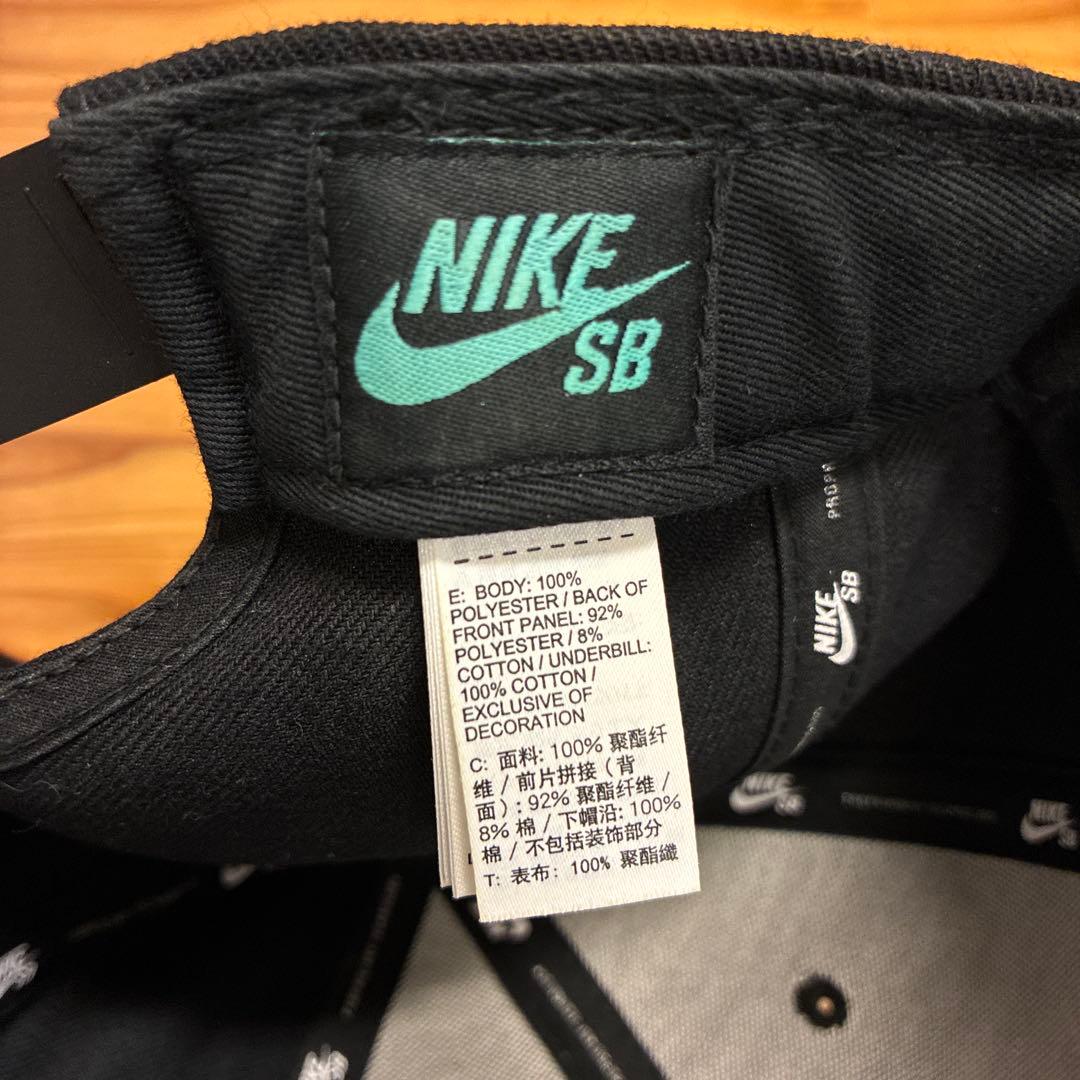 NIKE
SB
E: BODY: 100%
POLYESTER / BACK OF
FRONT PANEL: 92%
POLYESTER / 8%
COTTON / UNDERBILL:
100% COTTON /
EXCLUSIVE OF
DECORATION
C: 面料: 100% 聚酯纤
维 / 前片拼接（背
面）: 92% 聚酯纤维 /
8% 棉 / 下帽沿: 100%
棉 / 不包括装饰部分
T: 表布: 100% 聚酯纖
NIKE
SB
NIKE
SB
NIKE